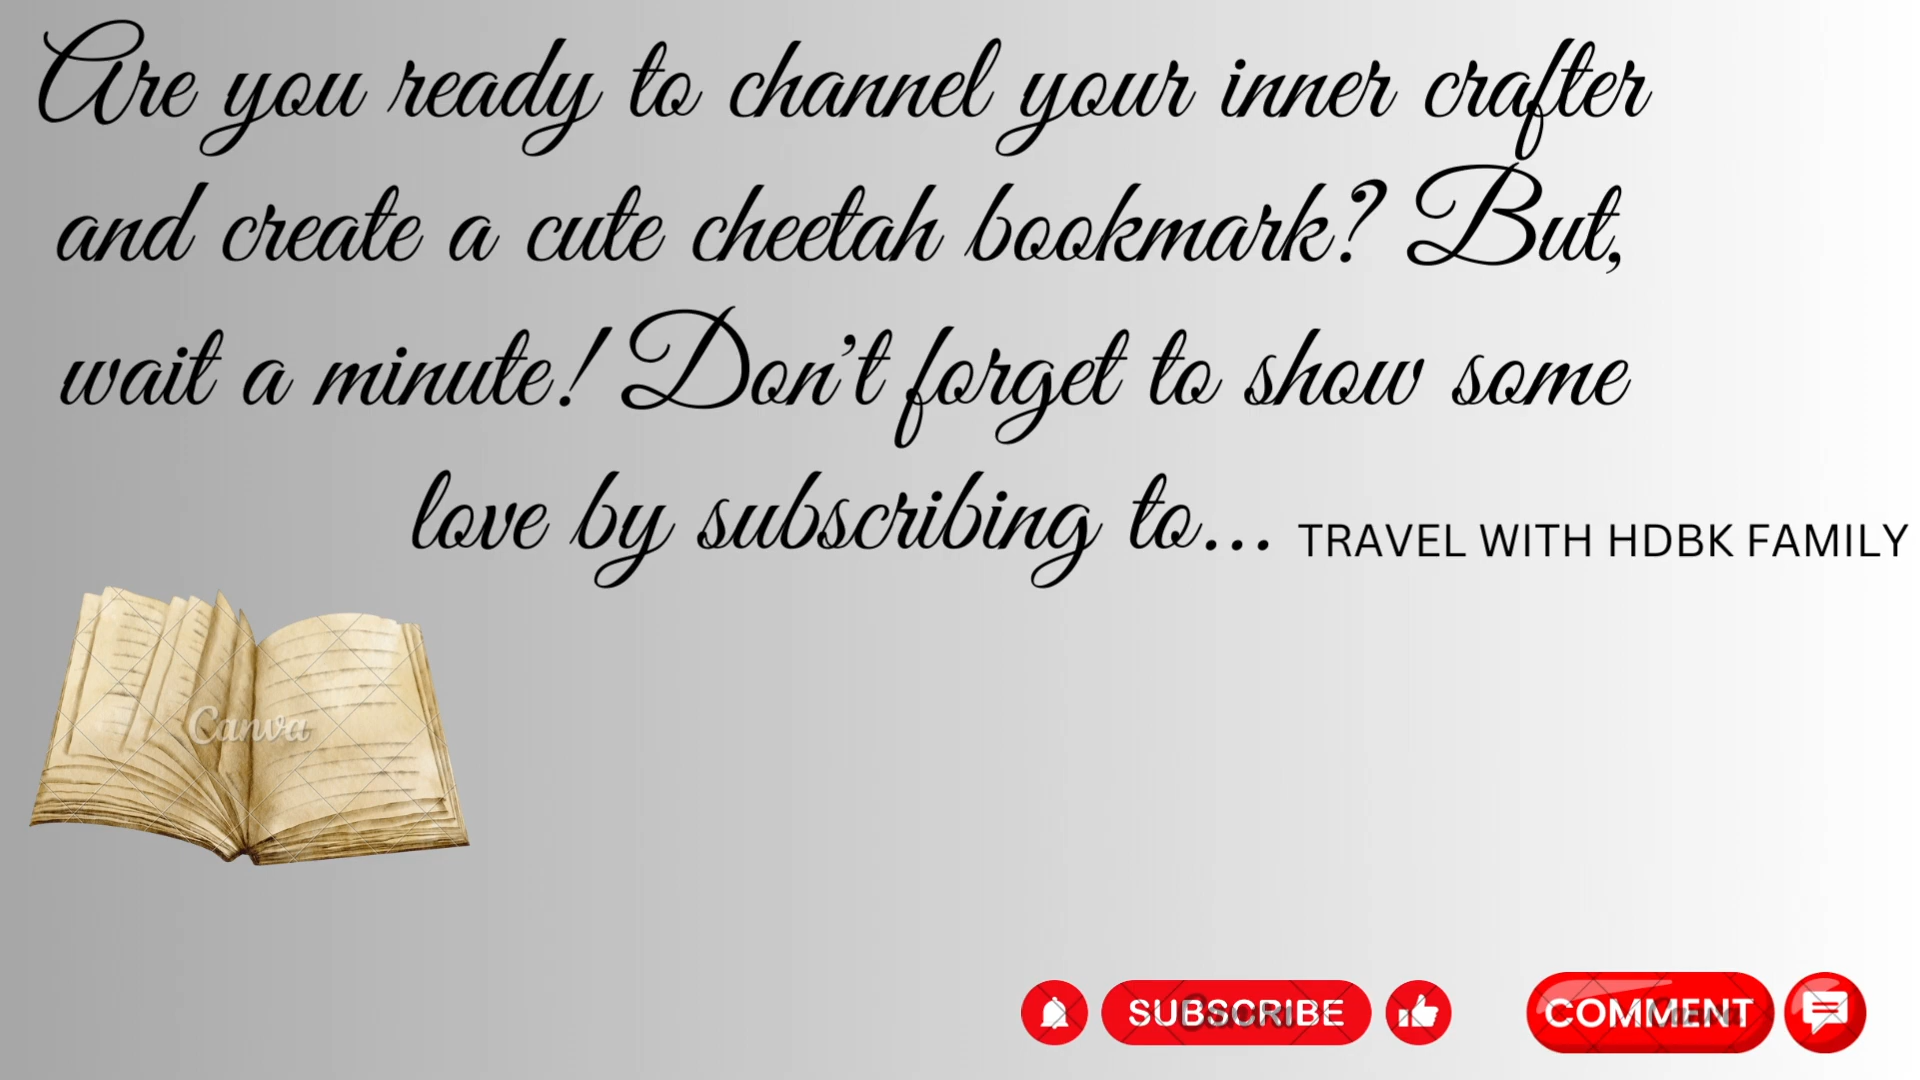 Are you ready to channel your inner crafter
and create a cute cheetah bookmark? But,
wait a minute! Don't forget to show some
love by subscribing to... TRAVEL WITH HDBK FAMILY
Canva
SUBSCRIBE
COMMENT